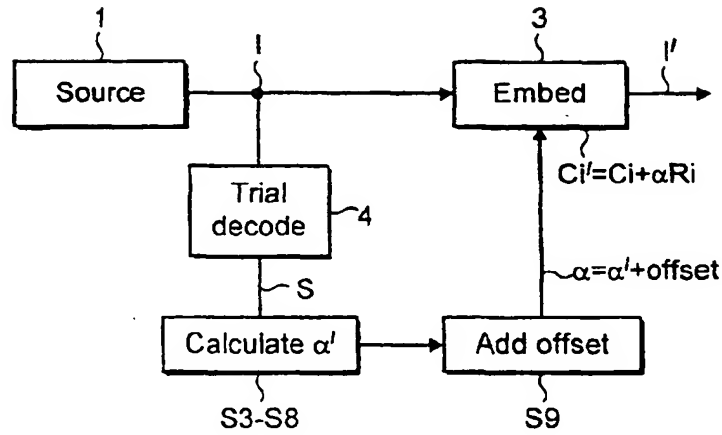 1
I
3
I′
Source
Embed
Ci′=Ci+αRi
Trial
decode
4
α=α′+offset
S
Calculate α′
Add offset
S3-S8
S9